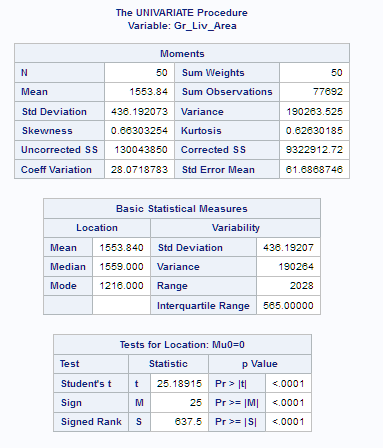 The UNIVARIATE Procedure
Variable: Gr_Liv_Area
Moments
N 50 Sum Weights 50
Mean 1553.84 Sum Observations 77692
Std Deviation 436.192073 Variance 190263.525
Skewness 0.66303254 Kurtosis 0.62630185
Uncorrected SS 130043850 Corrected SS 9322912.72
Coeff Variation 28.0718783 Std Error Mean 61.6868746
Basic Statistical Measures
Location Variability
Mean 1553.840 Std Deviation 436.19207
Median 1559.000 Variance 190264
Mode 1216.000 Range 2028
Interquartile Range 565.00000
Tests for Location: Mu0=0
Test Statistic p Value
Student's t t 25.18915 Pr > |t| <.0001
Sign M 25 Pr >= |M| <.0001
Signed Rank S 637.5 Pr >= |S| <.0001